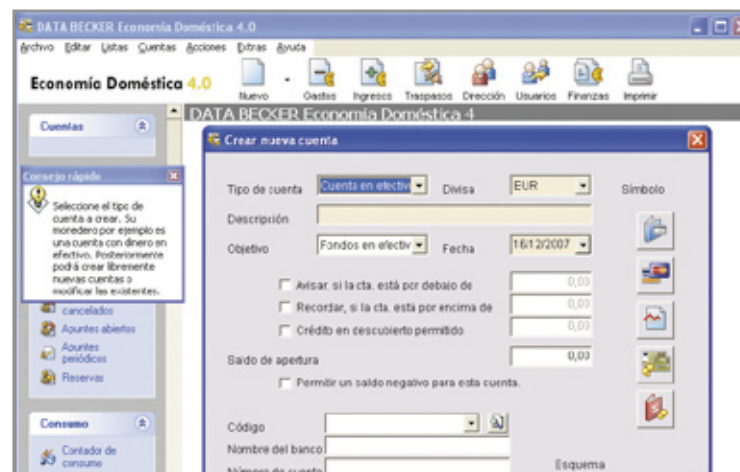 DATA BECKER Economía Doméstica 4.0
Archivo Editar Listas Cuentas Acciones Extras Ayuda
Economía Doméstica 4.0
Nuevo Gastos Ingresos Traspasos Dirección Usuarios Finanzas Imprimir
DATA BECKER Economía Doméstica 4
Cuentas
Crear nueva cuenta
Consejo rápido
Seleccione el tipo de
cuenta a crear. Su
monedero por ejemplo es
una cuenta con dinero en
efectivo. Posteriormente
podrá crear libremente
nuevas cuentas o
modificar las existentes.
cancelados
Apuntes abiertos
Apuntes
periódicos
Reservas
Consumo
Contador de
consumo
Tipo de cuenta Cuenta en efectiv Divisa EUR Símbolo
Descripción
Objetivo Fondos en efectiv Fecha 16/12/2007
Avisar, si la cta. está por debajo de 0,00
Recordar, si la cta. está por encima de 0,00
Crédito en descubierto permitido 0,00
Saldo de apertura 0,00
Permitir un saldo negativo para esta cuenta.
Código
Nombre del banco
Número de cuenta
Esquema